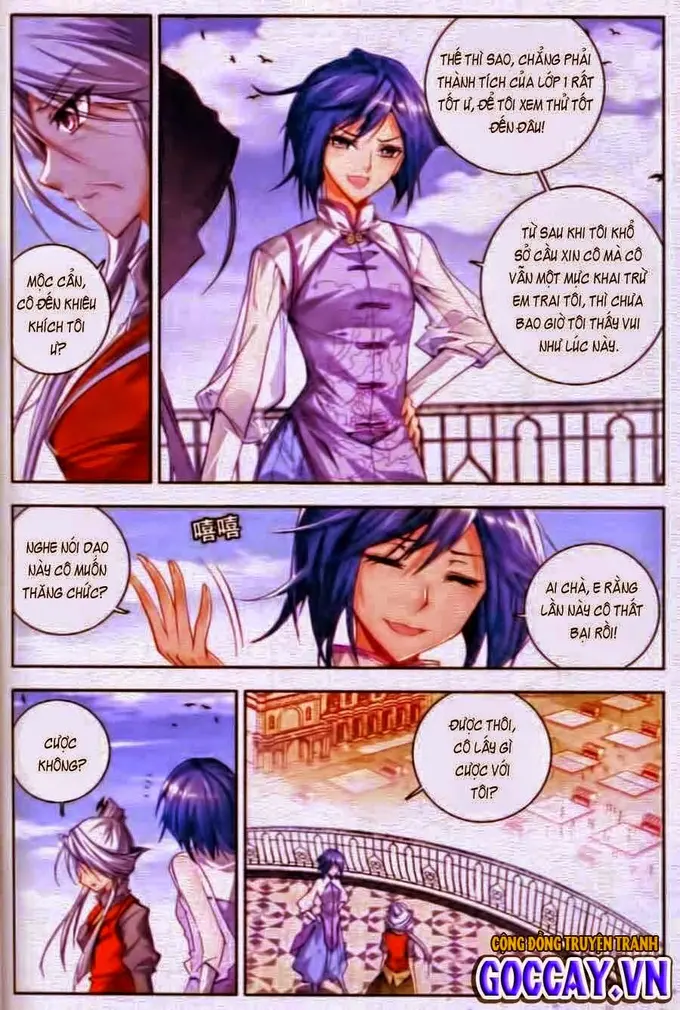 MỘC CẨN,
CÔ ĐẾN KHIÊU
KHÍCH TÔI
Ư?
THẾ THÌ SAO, CHẲNG PHẢI
THÀNH TÍCH CỦA LỚP 1 RẤT
TỐT Ư, ĐỂ TÔI XEM THỬ TỐT
ĐẾN ĐÂU!
TỪ SAU KHI TÔI KHỔ
SỞ CẦU XIN CÔ MÀ CÔ
VẪN MỘT MỰC KHAI TRỪ
EM TRAI TÔI, THÌ CHƯA
BAO GIỜ TÔI THẤY VUI
NHƯ LÚC NÀY.
NGHE NÓI DẠO
NÀY CÔ MUỐN
THĂNG CHỨC?
嘻嘻
AI CHÀ, E RẰNG
LẦN NÀY CÔ THẤT
BẠI RỒI!
CƯỢC
KHÔNG?
ĐƯỢC THÔI,
CÔ LẤY GÌ
CƯỢC VỚI
TÔI?
CỘNG ĐỒNG TRUYỆN TRANH
GOCCAY.VN